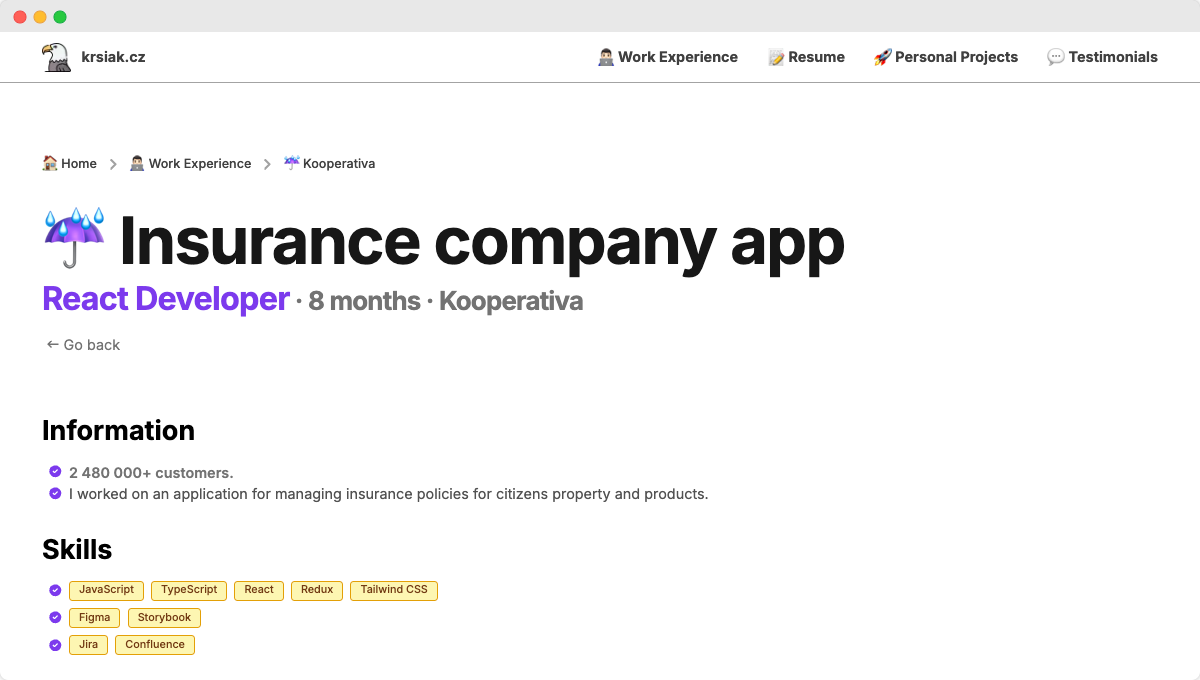 krsiak.cz Work Experience Resume Personal Projects Testimonials
Home Work Experience Kooperativa
Insurance company app
React Developer · 8 months · Kooperativa
← Go back
Information
2 480 000+ customers.
I worked on an application for managing insurance policies for citizens property and products.
Skills
JavaScript TypeScript React Redux Tailwind CSS
Figma Storybook
Jira Confluence